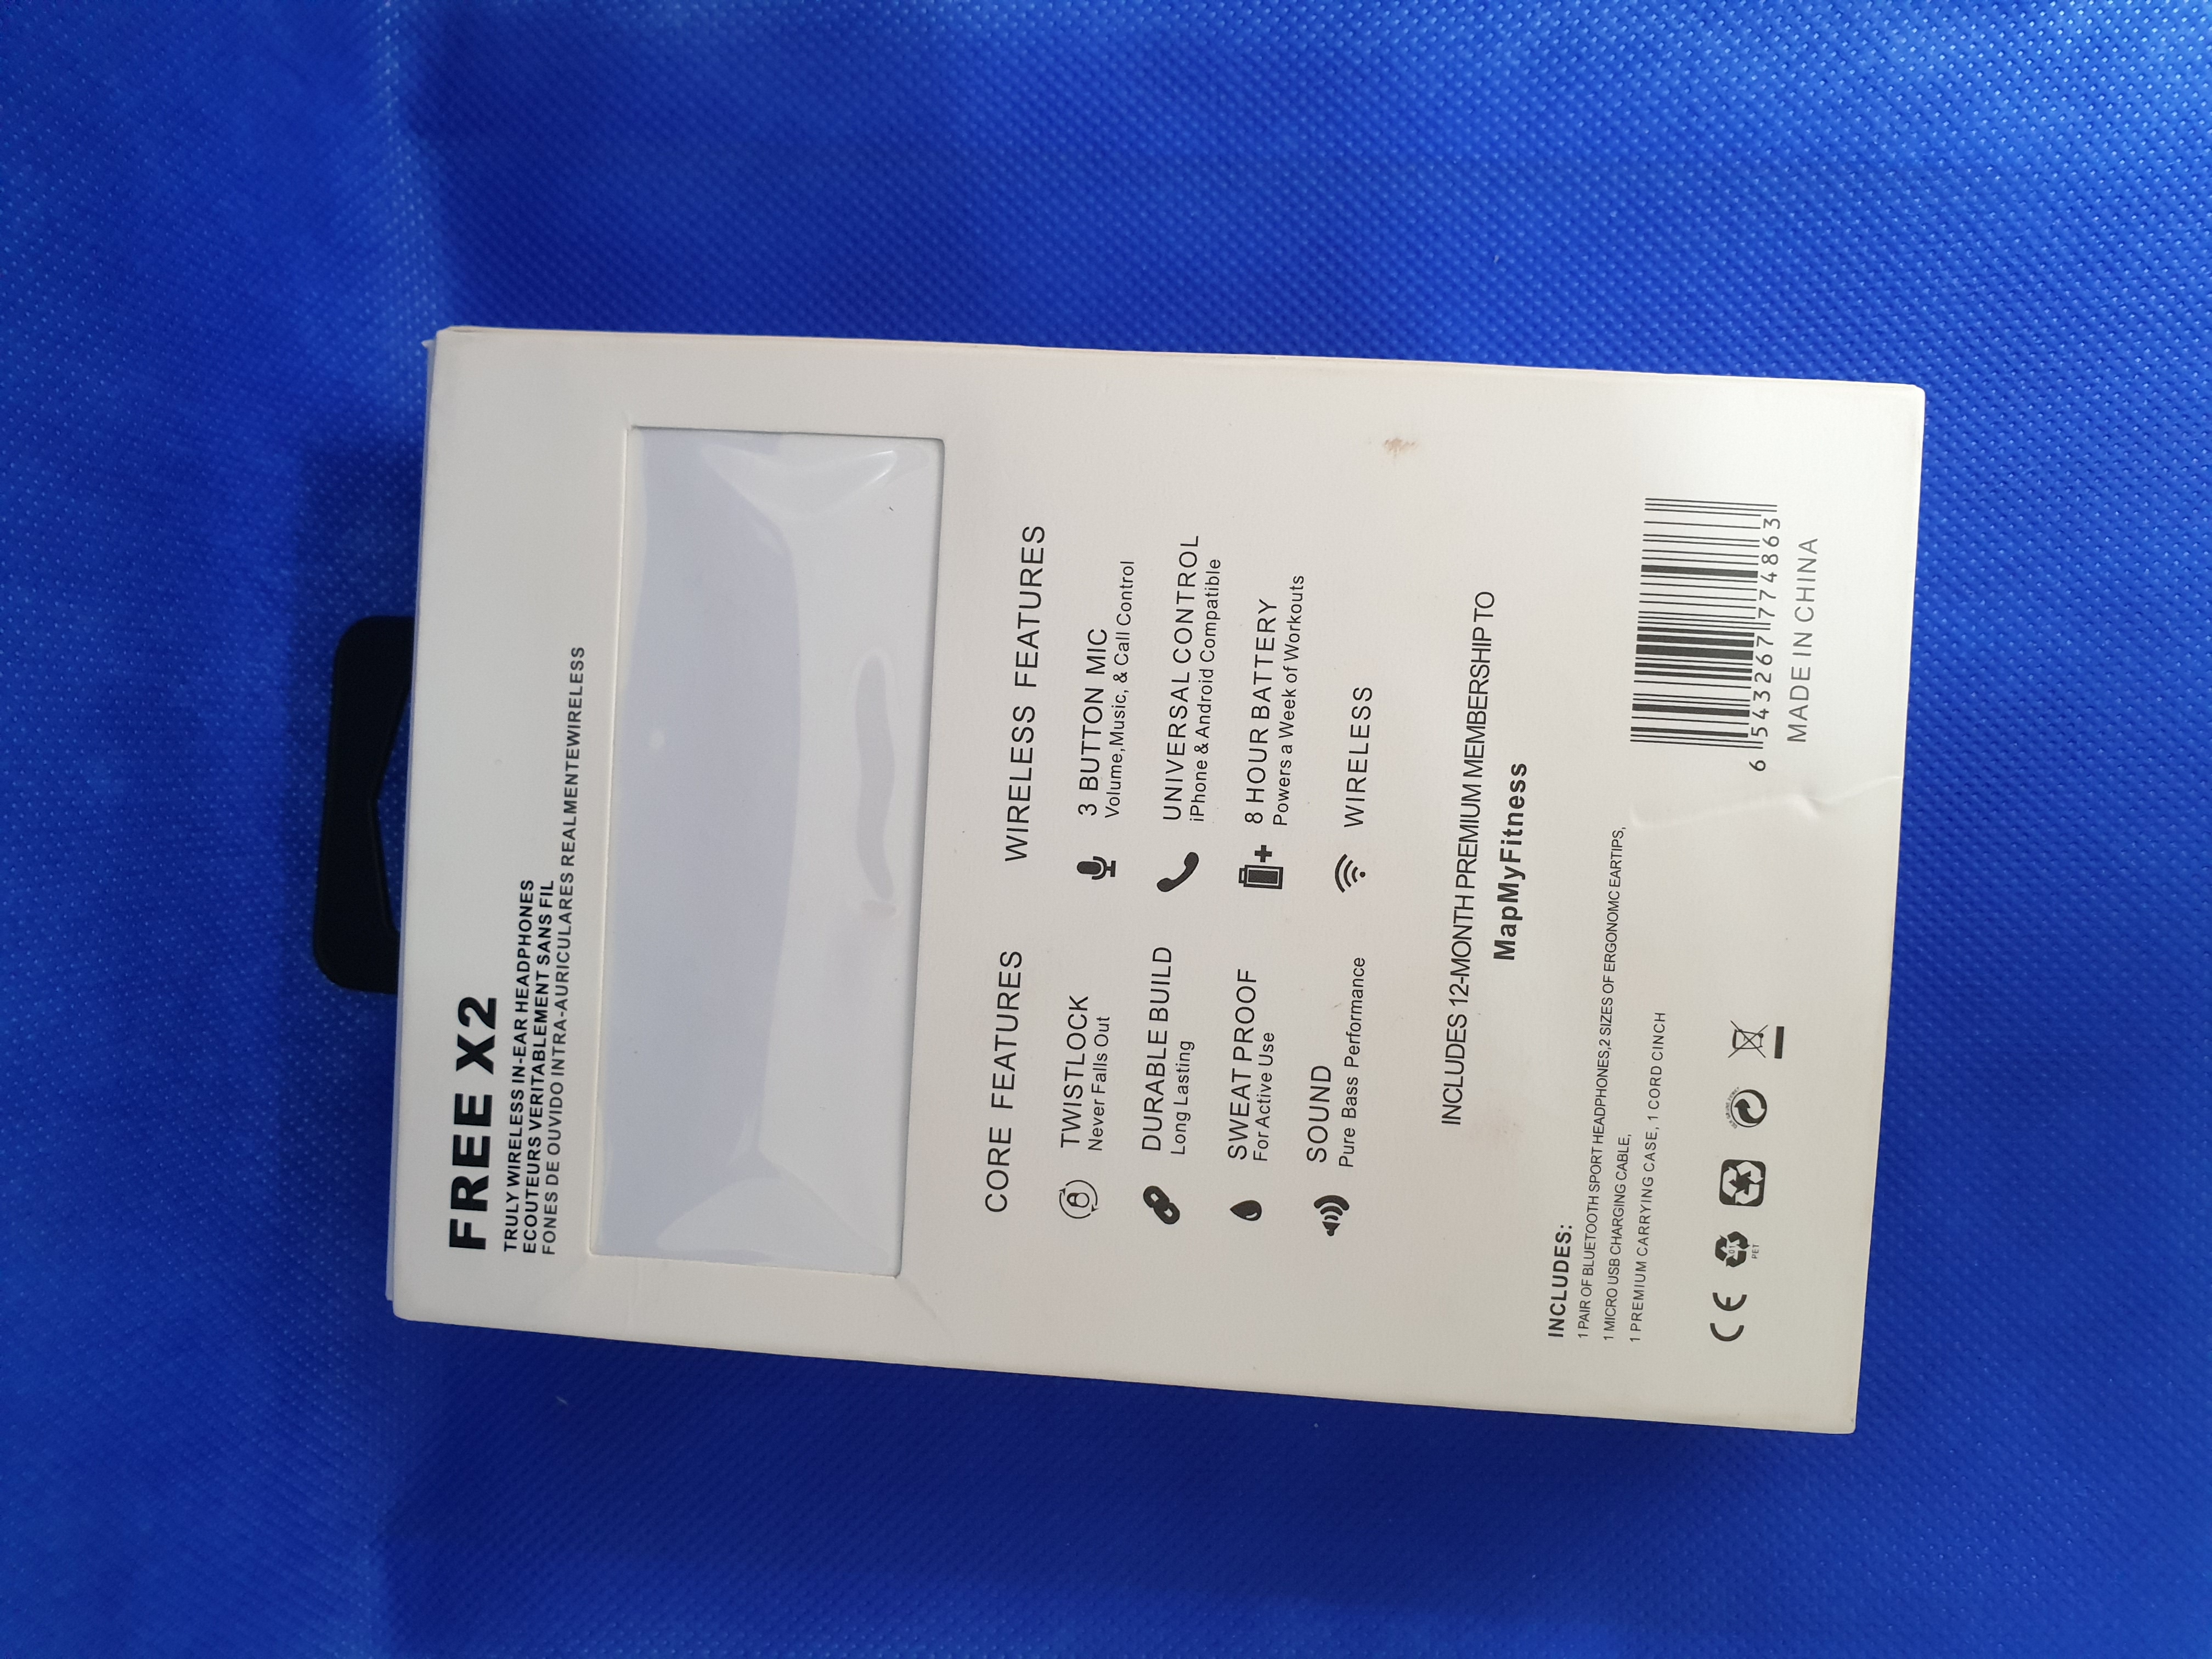 FREE X2
TRULY WIRELESS IN-EAR HEADPHONES
ECOUTEURS VERITABLEMENT SANS FIL
FONES DE OUVIDO INTRA-AURICULARES REALMENTEWIRELESS
CORE FEATURES
TWISTLOCK
Never Falls Out
DURABLE BUILD
Long Lasting
SWEAT PROOF
For Active Use
SOUND
Pure Bass Performance
WIRELESS FEATURES
3 BUTTON MIC
Volume,Music, & Call Control
UNIVERSAL CONTROL
iPhone & Android Compatible
8 HOUR BATTERY
Powers a Week of Workouts
WIRELESS
INCLUDES 12-MONTH PREMIUM MEMBERSHIP TO
MapMyFitness
INCLUDES:
1 PAIR OF BLUETOOTH SPORT HEADPHONES,2 SIZES OF ERGONOMC EARTIPS,
1 MICRO USB CHARGING CABLE,
1 PREMIUM CARRYING CASE, 1 CORD CINCH
CE
01
PET
6 543267 774863
MADE IN CHINA